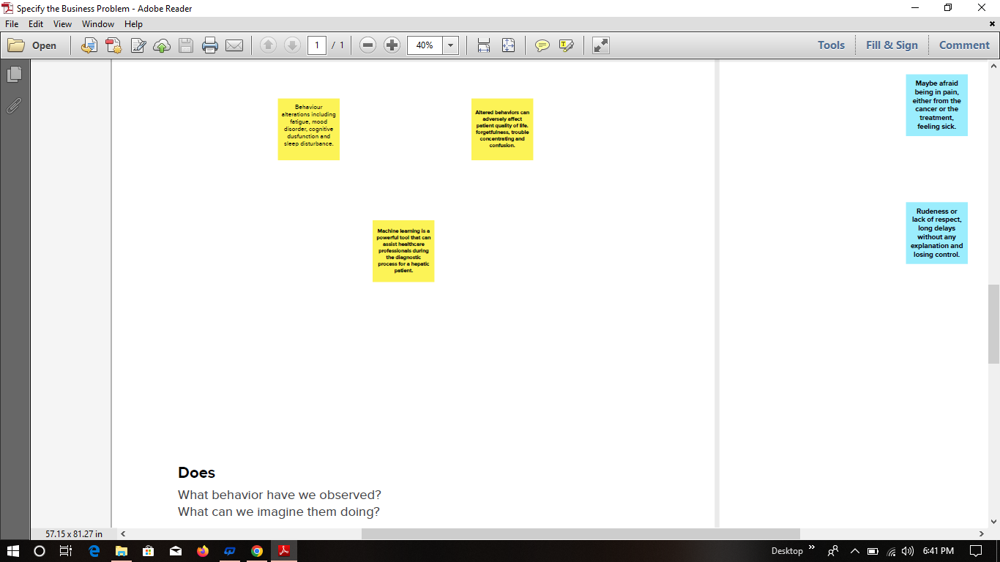 Specify the Business Problem - Adobe Reader
File Edit View Window Help
Open
1 / 1
40%
Tools
Fill & Sign
Comment
Behaviour
alterations including
fatigue, mood
disorder, cognitive
dusfunction and
sleep disturbance.
Altered behaviors can
adversely affect
patient quality of life.
forgetfulness, trouble
concentrating and
confusion.
Maybe afraid
being in pain,
either from the
cancer or the
treatment,
feeling sick.
Machine learning is a
powerful tool that can
assist healthcare
professionals during
the diagnostic
process for a hepatic
patient.
Rudeness or
lack of respect,
long delays
without any
explanation and
losing control.
Does
What behavior have we observed?
What can we imagine them doing?
57.15 x 81.27 in
Desktop
6:41 PM